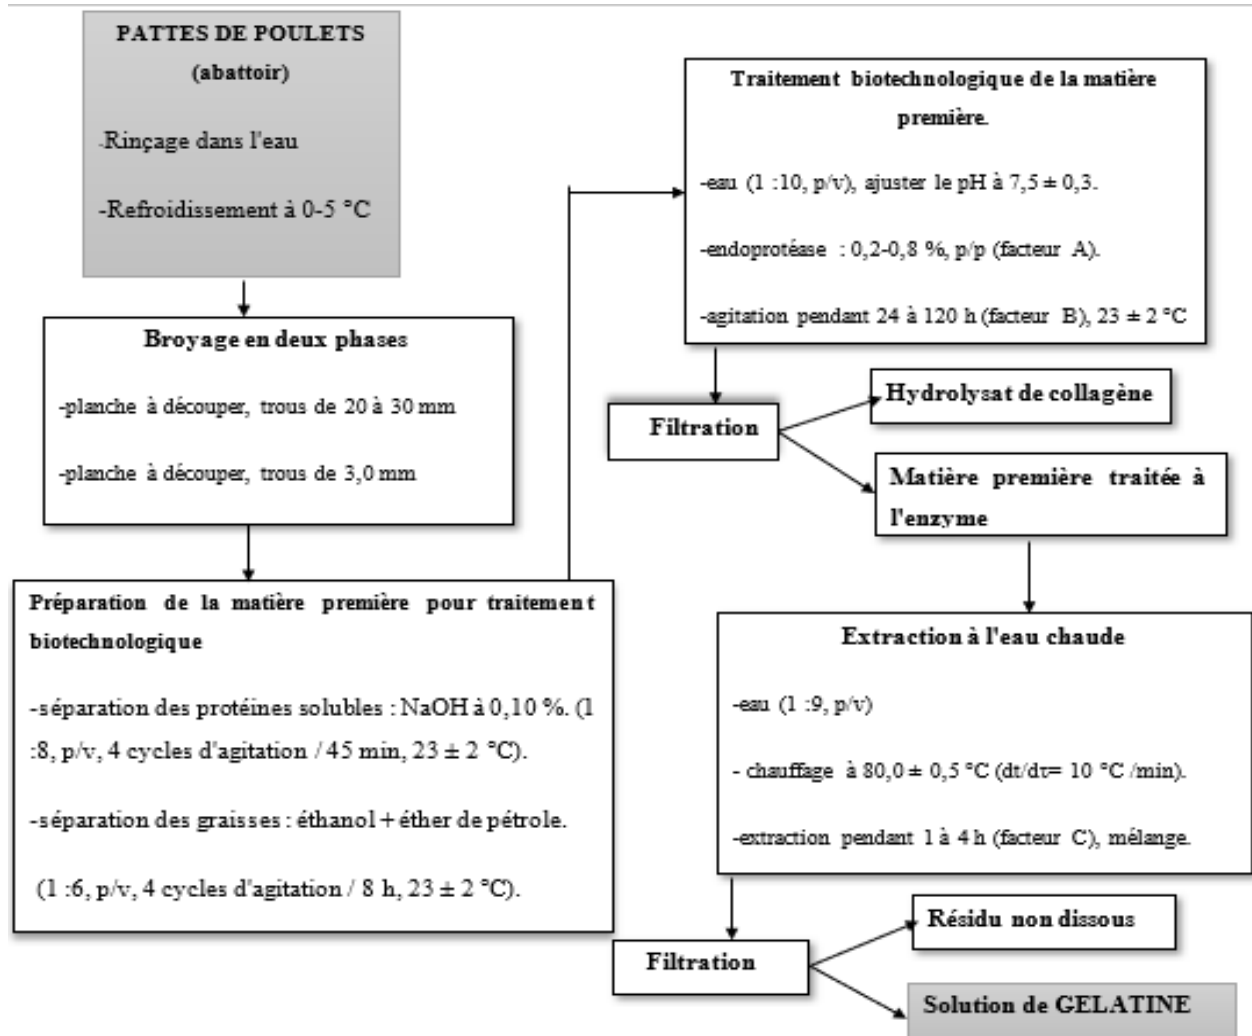 PATTES DE POULETS
(abattoir)
-Rinçage dans l'eau
-Refroidissement à 0-5 °C
Broyage en deux phases
-planche à découper, trous de 20 à 30 mm
-planche à découper, trous de 3,0 mm
Préparation de la matière première pour traitement
biotechnologique
-séparation des protéines solubles : NaOH à 0,10 %. (1
:8, p/v, 4 cycles d'agitation / 45 min, 23 ± 2 °C).
-séparation des graisses : éthanol + éther de pétrole.
(1 :6, p/v, 4 cycles d'agitation / 8 h, 23 ± 2 °C).
Traitement biotechnologique de la matière
première.
-eau (1 :10, p/v), ajuster le pH à 7,5 ± 0,3.
-endoprotéase : 0,2-0,8 %, p/p (facteur A).
-agitation pendant 24 à 120 h (facteur B), 23 ± 2 °C
Filtration
Hydrolysat de collagène
Matière première traitée à
l'enzyme
Extraction à l'eau chaude
-eau (1 :9, p/v)
- chauffage à 80,0 ± 0,5 °C (dt/dτ= 10 °C /min).
-extraction pendant 1 à 4 h (facteur C), mélange.
Filtration
Résidu non dissous
Solution de GELATINE